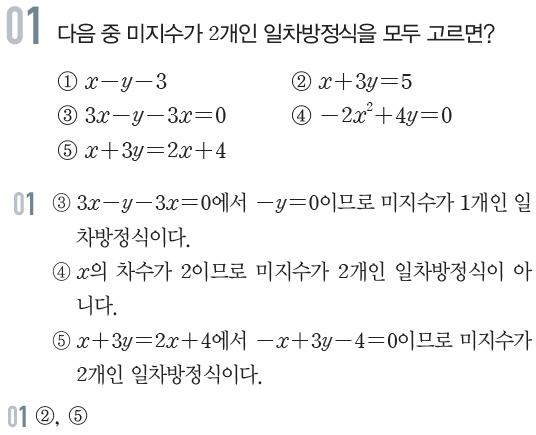 01 다음 중 미지수가 2개인 일차방정식을 모두 고르면?
① x-y-3 ② x+3y=5
③ 3x-y-3x=0 ④ -2x²+4y=0
⑤ x+3y=2x+4
01 ③ 3x-y-3x=0에서 -y=0이므로 미지수가 1개인 일
차방정식이다.
④ x의 차수가 2이므로 미지수가 2개인 일차방정식이 아
니다.
⑤ x+3y=2x+4에서 -x+3y-4=0이므로 미지수가
2개인 일차방정식이다.
01 ②, ⑤